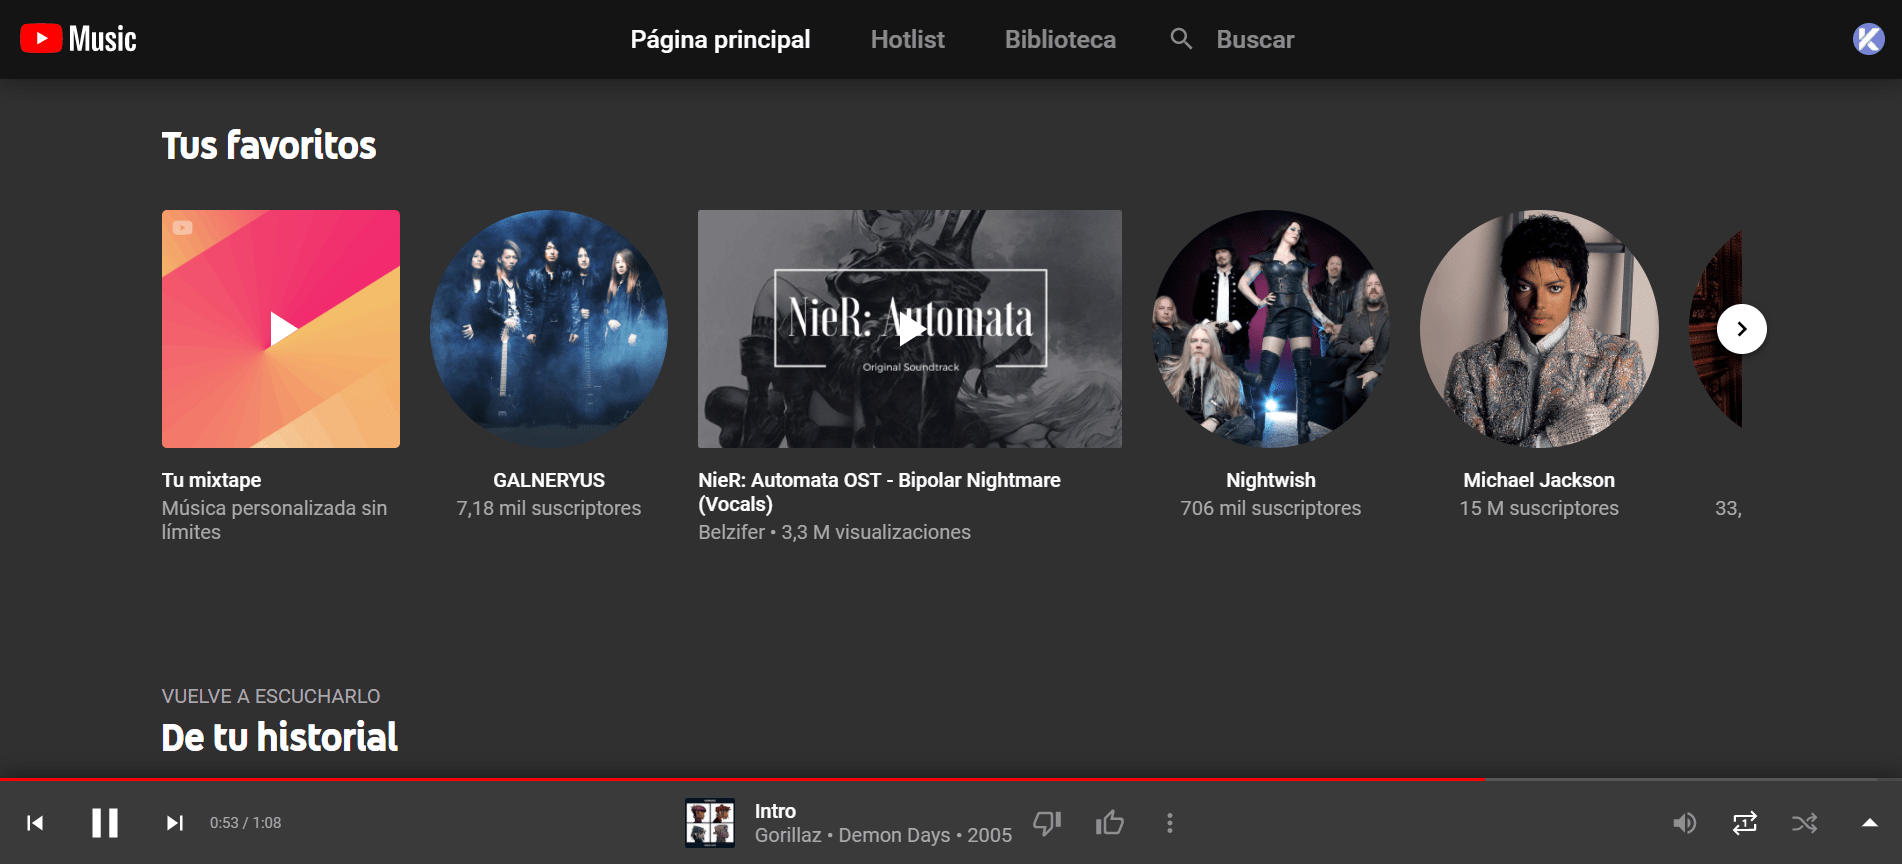 Music
Página principal
Hotlist
Biblioteca
Buscar
Tus favoritos
NieR: Automata
Original Soundtrack
Tu mixtape
Música personalizada sin
límites
GALNERYUS
7,18 mil suscriptores
NieR: Automata OST - Bipolar Nightmare
(Vocals)
Belzifer • 3,3 M visualizaciones
Nightwish
706 mil suscriptores
Michael Jackson
15 M suscriptores
33,
VUELVE A ESCUCHARLO
De tu historial
0:53 / 1:08
Intro
Gorillaz • Demon Days • 2005
1